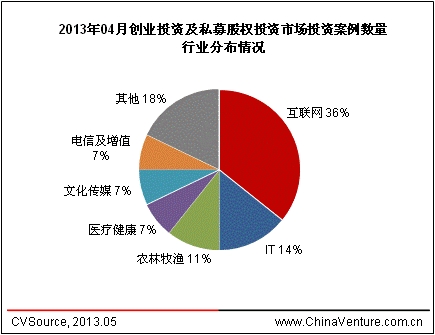 2013年04月创业投资及私募股权投资市场投资案例数量
行业分布情况
其他 18%
互联网 36%
电信及增值
7%
文化传媒 7%
医疗健康 7%
农林牧渔 11%
IT 14%
CVSource, 2013.05
www.ChinaVenture.com.cn